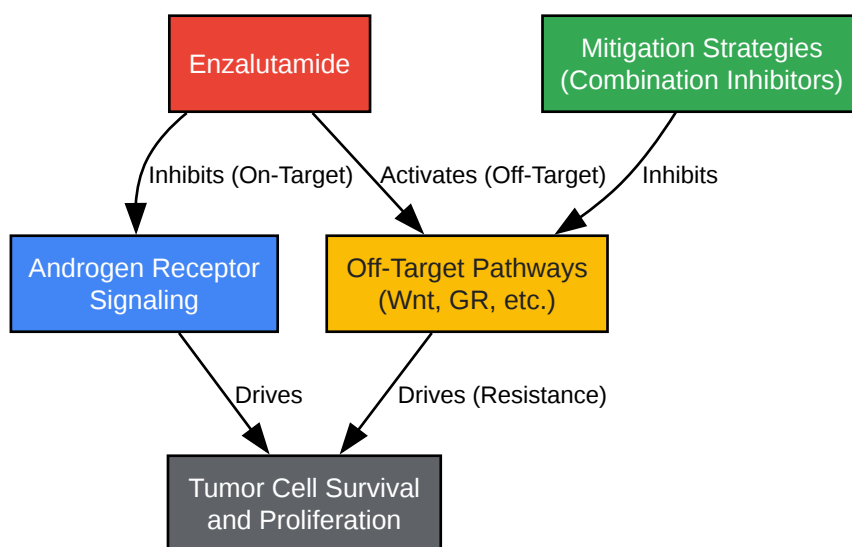 Enzalutamide
Mitigation Strategies
(Combination Inhibitors)
Inhibits (On-Target)
Activates (Off-Target)
Inhibits
Androgen Receptor
Signaling
Off-Target Pathways
(Wnt, GR, etc.)
Drives
Drives (Resistance)
Tumor Cell Survival
and Proliferation